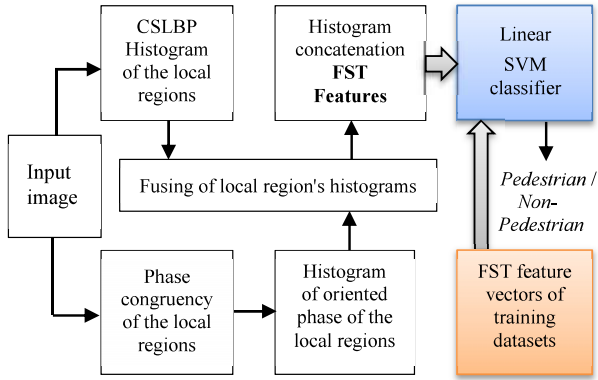 CSLBP
Histogram
of the local
regions
Histogram
concatenation
FST
Features
Linear
SVM
classifier
Input
image
Fusing of local region's histograms
Pedestrian /
Non-
Pedestrian
Phase
congruency
of the local
regions
Histogram
of oriented
phase of the
local regions
FST feature
vectors of
training
datasets